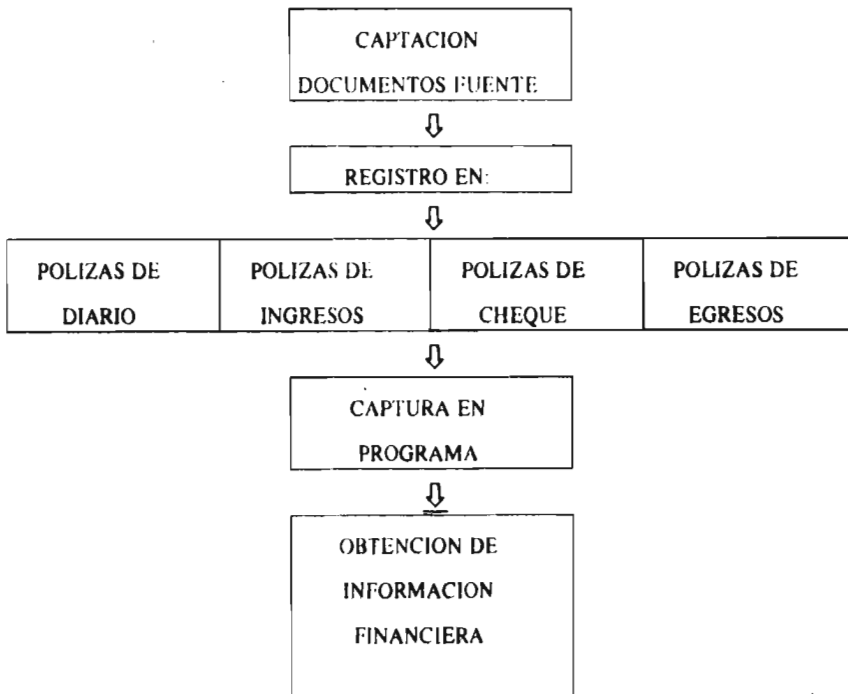 CAPTACION
DOCUMENTOS FUENTE
REGISTRO EN:
POLIZAS DE
DIARIO
POLIZAS DE
INGRESOS
POLIZAS DE
CHEQUE
POLIZAS DE
EGRESOS
CAPTURA EN
PROGRAMA
OBTENCION DE
INFORMACION
FINANCIERA